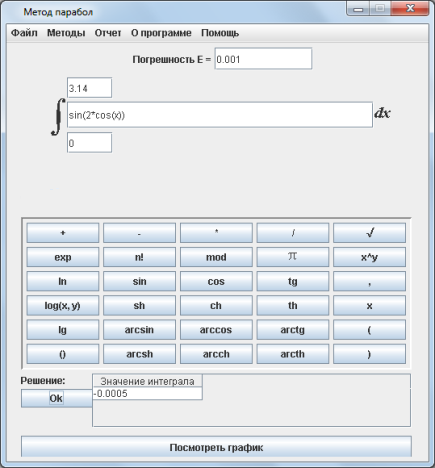 Метод парабол
Файл Методы Отчет О программе Помощь
Погрешность E = 0.001
3.14
∫ sin(2*cos(x)) dx
0
+ - * / √
exp n! mod π x^y
ln sin cos tg ,
log(x, y) sh ch th x
lg arcsin arccos arctg (
() arcsh arcch arcth )
Решение: Значение интеграла
Ok -0.0005
Посмотреть график